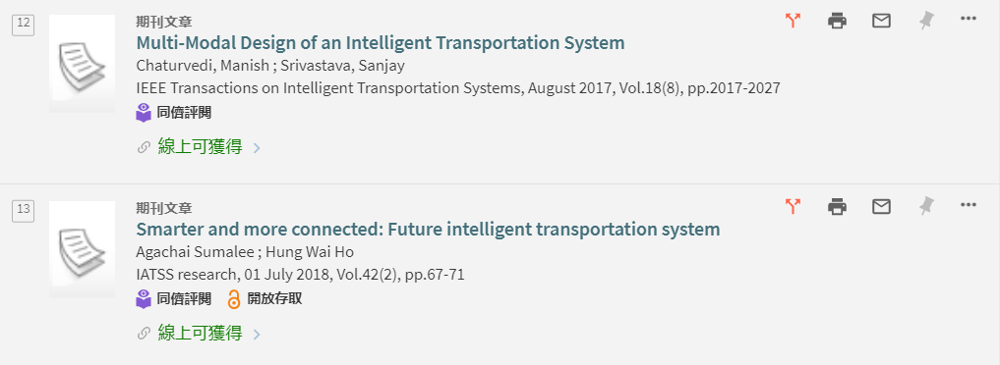 12
期刊文章
Multi-Modal Design of an Intelligent Transportation System
Chaturvedi, Manish ; Srivastava, Sanjay
IEEE Transactions on Intelligent Transportation Systems, August 2017, Vol.18(8), pp.2017-2027
同儕評閱
線上可獲得
13
期刊文章
Smarter and more connected: Future intelligent transportation system
Agachai Sumalee ; Hung Wai Ho
IATSS research, 01 July 2018, Vol.42(2), pp.67-71
同儕評閱 開放存取
線上可獲得